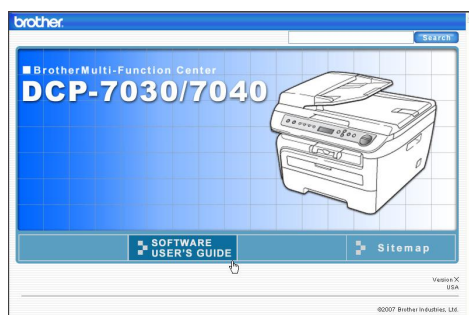 brother.
Search
BrotherMulti-Function Center
DCP-7030/7040
SOFTWARE
USER'S GUIDE
Sitemap
Version X
USA
©2007 Brother Industries, Ltd.